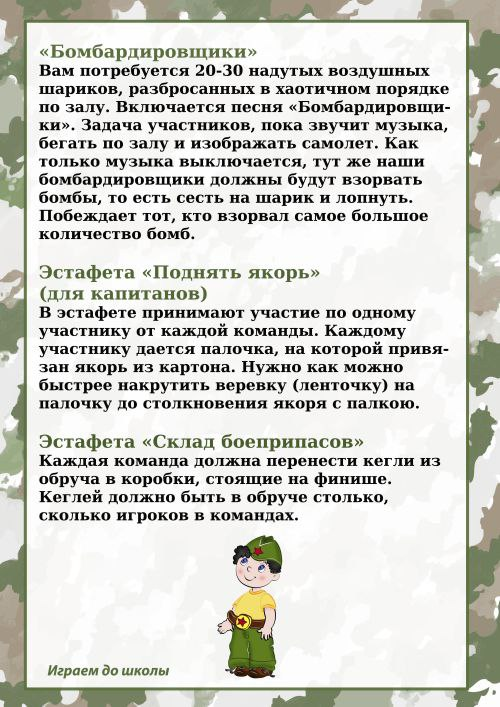 «Бомбардировщики»
Вам потребуется 20-30 надутых воздушных
шариков, разбросанных в хаотичном порядке
по залу. Включается песня «Бомбардировщи-
ки». Задача участников, пока звучит музыка,
бегать по залу и изображать самолет. Как
только музыка выключается, тут же наши
бомбардировщики должны будут взорвать
бомбы, то есть сесть на шарик и лопнуть.
Побеждает тот, кто взорвал самое большое
количество бомб.
Эстафета «Поднять якорь»
(для капитанов)
В эстафете принимают участие по одному
участнику от каждой команды. Каждому
участнику дается палочка, на которой привя-
зан якорь из картона. Нужно как можно
быстрее накрутить веревку (ленточку) на
палочку до столкновения якоря с палкою.
Эстафета «Склад боеприпасов»
Каждая команда должна перенести кегли из
обруча в коробки, стоящие на финише.
Кеглей должно быть в обруче столько,
сколько игроков в командах.
Играем до школы